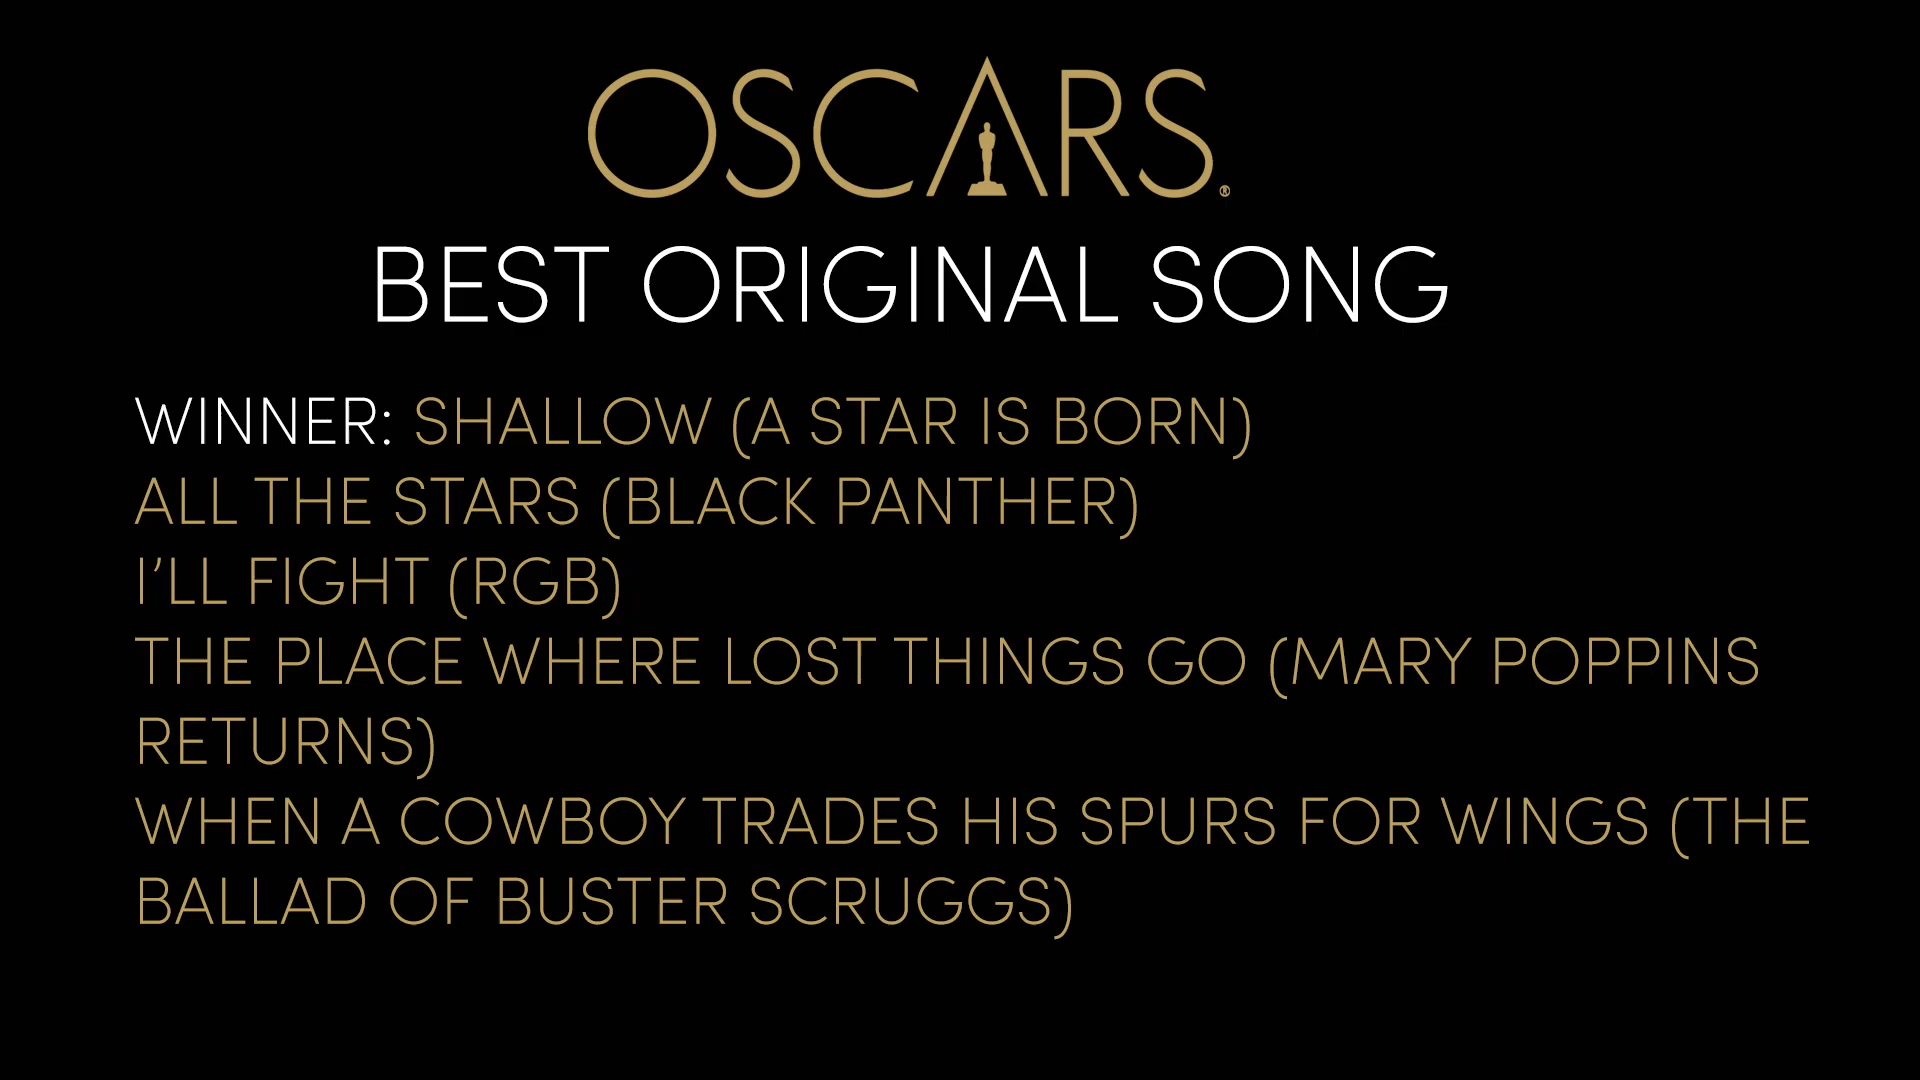 OSCARS®
BEST ORIGINAL SONG
WINNER: SHALLOW (A STAR IS BORN)
ALL THE STARS (BLACK PANTHER)
I’LL FIGHT (RGB)
THE PLACE WHERE LOST THINGS GO (MARY POPPINS
RETURNS)
WHEN A COWBOY TRADES HIS SPURS FOR WINGS (THE
BALLAD OF BUSTER SCRUGGS)